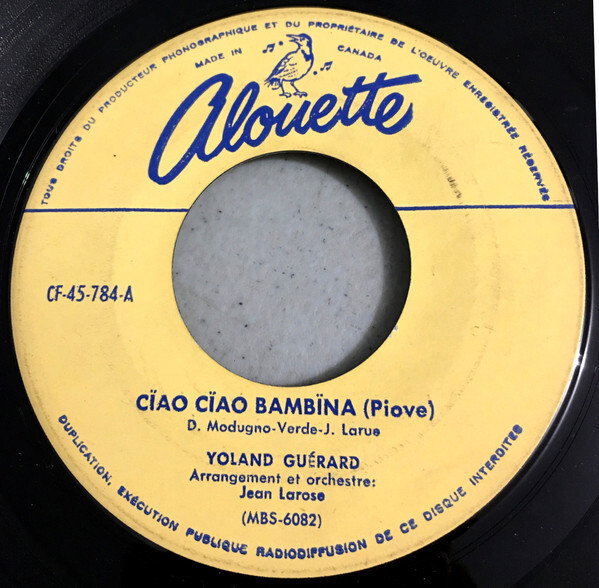 TOUS DROITS DU PRODUCTEUR PHONOGRAPHIQUE ET DU PROPRIÉTAIRE DE L'OEUVRE ENREGISTRÉE RÉSERVÉS
MADE IN CANADA
Alouette
CF-45-784-A
CÏAO CÏAO BAMBÏNA (Piove)
D. Modugno-Verde-J. Larue
YOLAND GUÉRARD
Arrangement et orchestre:
Jean Larose
(MBS-6082)
DUPLICATION, EXÉCUTION PUBLIQUE RADIODIFFUSION DE CE DISQUE INTERDITES